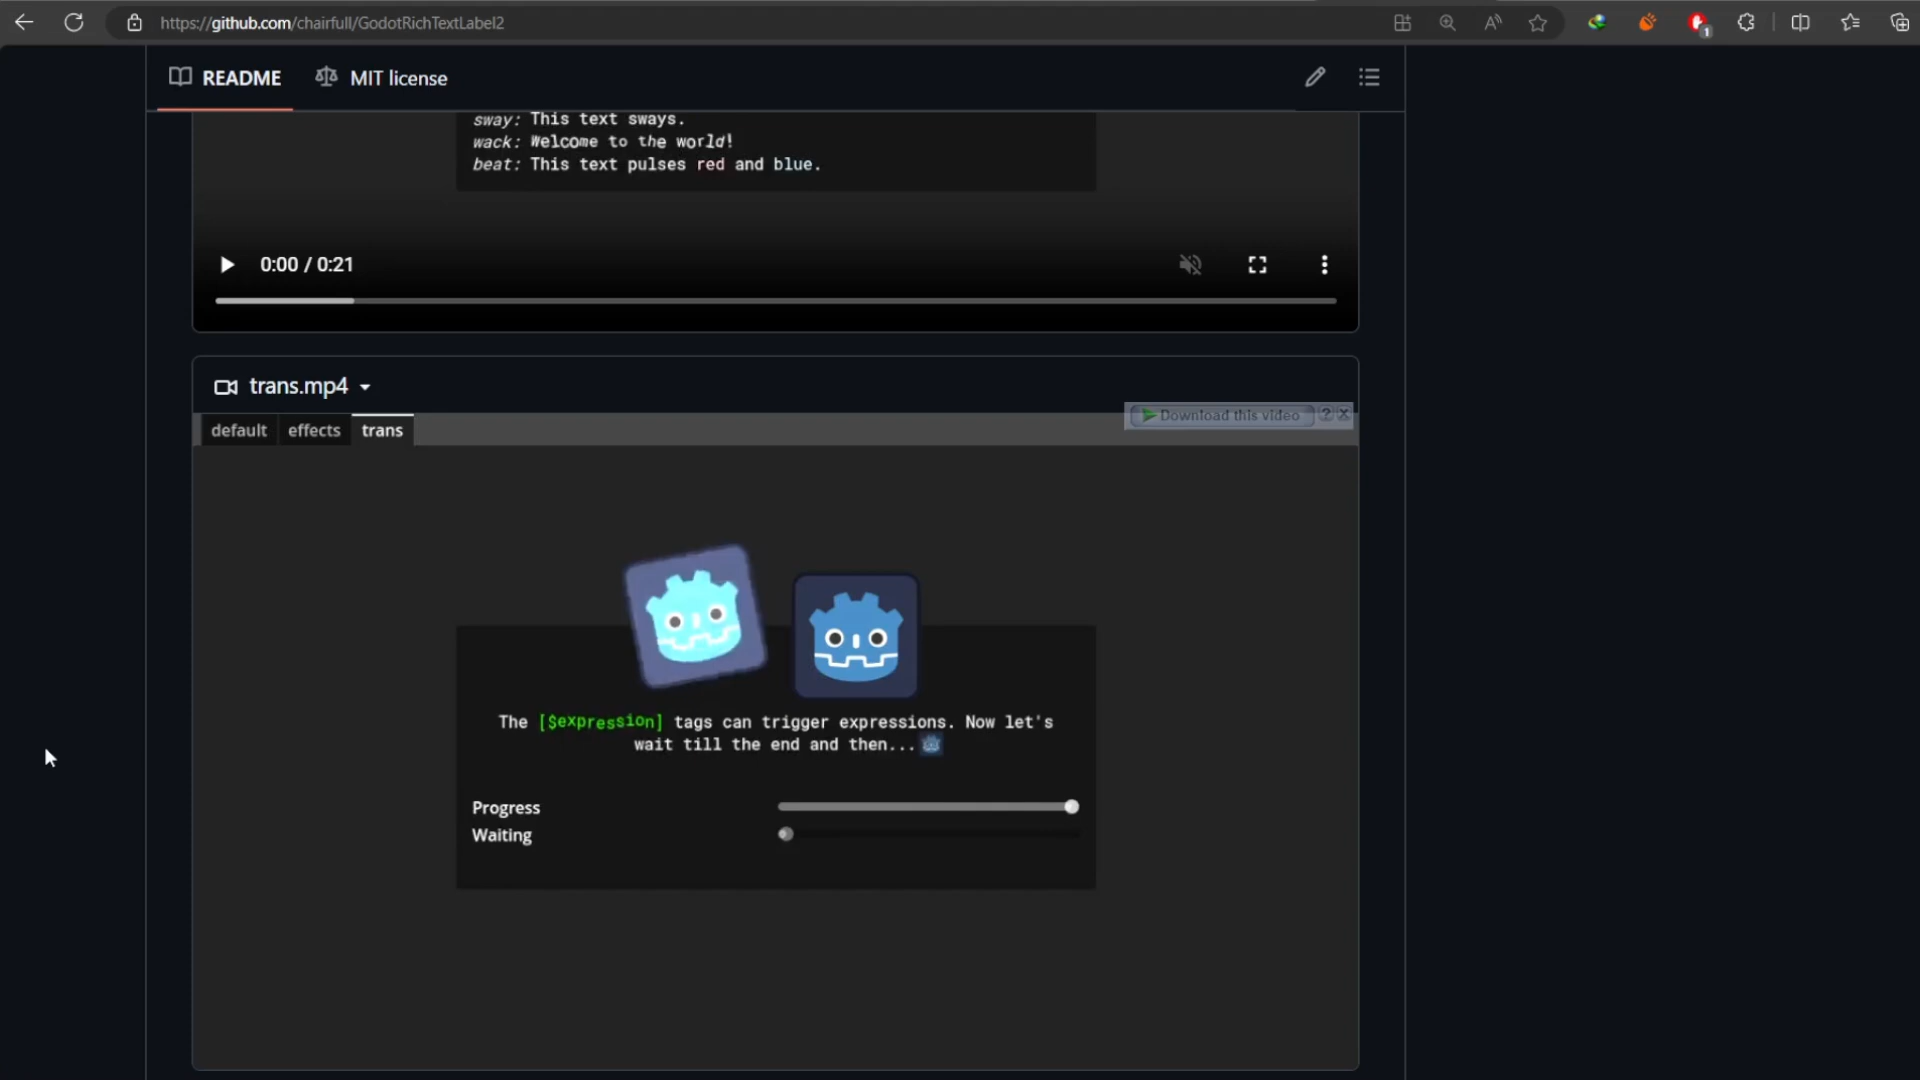 https://github.com/chairfull/GodotRichTextLabel2
1
README MIT license
sway: This text sways.
wack: Welcome to the world!
beat: This text pulses red and blue.
0:00 / 0:21
trans.mp4
Download this video ? X
default effects trans
The [$expression] tags can trigger expressions. Now let's
wait till the end and then...
Progress
Waiting